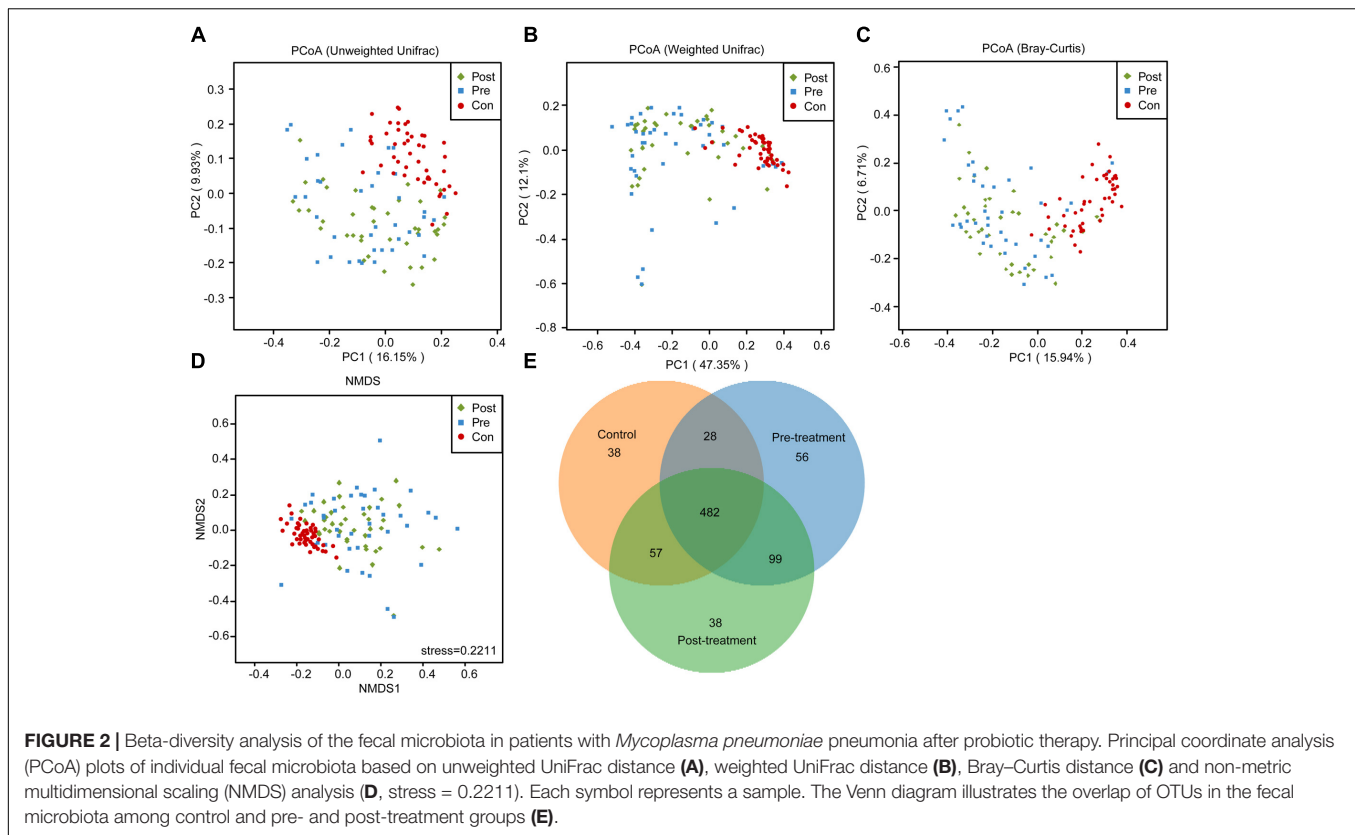 A
PCoA (Unweighted Unifrac)
Post
Pre
Con
PC2 ( 9.93%)
0.3
0.2
0.1
0.0
-0.1
-0.2
-0.3
-0.4
-0.2
0.0
0.2
0.4
PC1 ( 16.15%)
B
PCoA (Weighted Unifrac)
Post
Pre
Con
PC2 ( 12.1%)
0.2
0.0
-0.2
-0.4
-0.6
-0.8
-0.6
-0.4
-0.2
0.0
0.2
0.4
0.6
PC1 ( 47.35%)
C
PCoA (Bray-Curtis)
Post
Pre
Con
PC2 ( 6.71%)
0.6
0.4
0.2
0.0
-0.2
-0.4
-0.6
-0.4
-0.2
0.0
0.2
0.4
PC1 ( 15.94%)
D
NMDS
Post
Pre
Con
NMDS2
0.6
0.4
0.2
0.0
-0.2
-0.4
-0.6
stress=0.2211
-0.4
-0.2
0.0
0.2
0.4
0.6
NMDS1
E
Control
38
28
Pre-treatment
56
482
57
99
38
Post-treatment
FIGURE 2 | Beta-diversity analysis of the fecal microbiota in patients with Mycoplasma pneumoniae pneumonia after probiotic therapy. Principal coordinate analysis
(PCoA) plots of individual fecal microbiota based on unweighted UniFrac distance (A), weighted UniFrac distance (B), Bray–Curtis distance (C) and non-metric
multidimensional scaling (NMDS) analysis (D, stress = 0.2211). Each symbol represents a sample. The Venn diagram illustrates the overlap of OTUs in the fecal
microbiota among control and pre- and post-treatment groups (E).